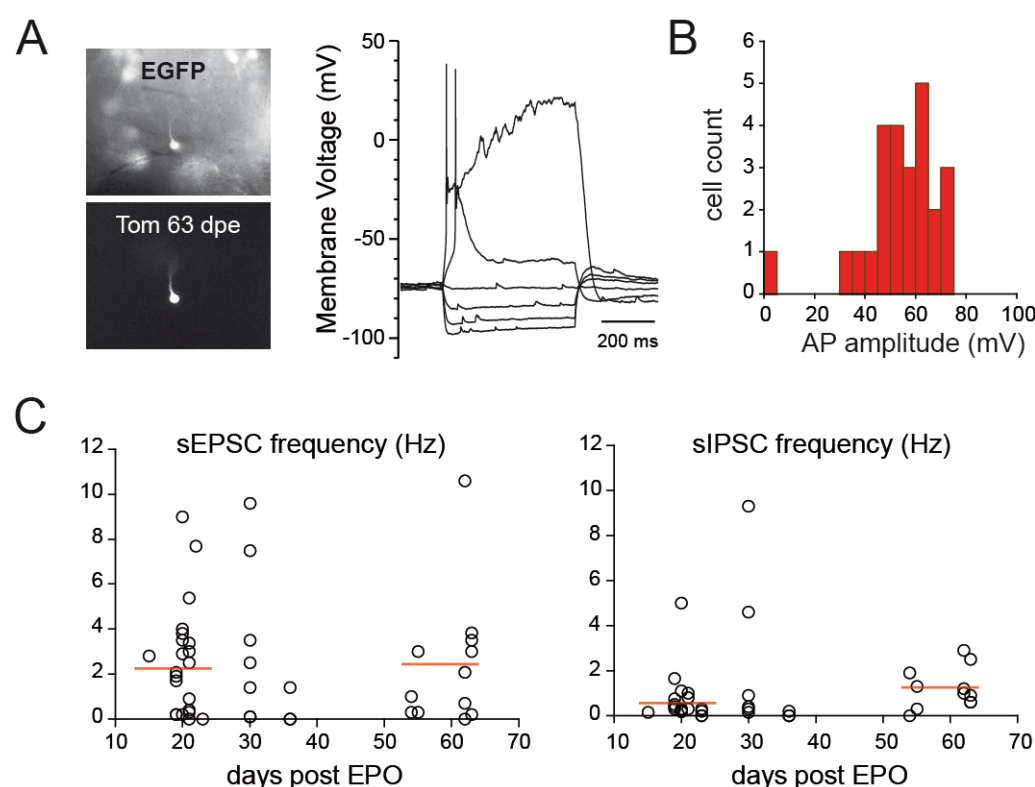 A
EGFP
Tom 63 dpe
Membrane Voltage (mV)
50
0
-50
-100
200 ms
B
cell count
6
5
4
3
2
1
0
0 20 40 60 80 100
AP amplitude (mV)
C
sEPSC frequency (Hz)
12
10
8
6
4
2
0
10 20 30 40 50 60 70
days post EPO
sIPSC frequency (Hz)
12
10
8
6
4
2
0
10 20 30 40 50 60 70
days post EPO